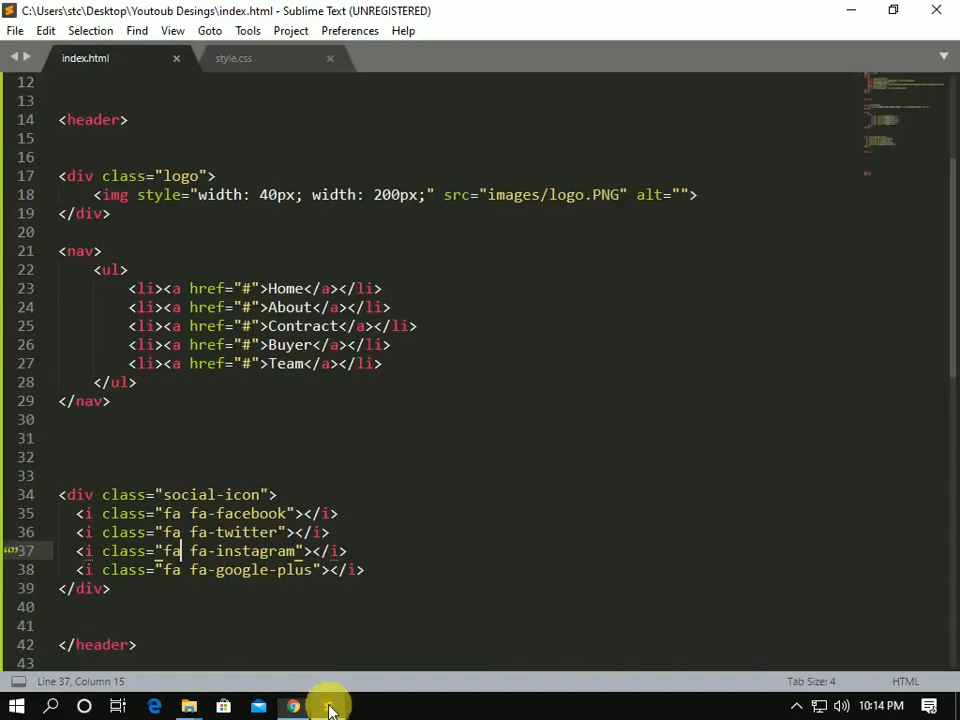 C:\Users\stc\Desktop\Youtoub Desings\index.html - Sublime Text (UNREGISTERED)
File Edit Selection Find View Goto Tools Project Preferences Help
index.html style.css
12
13
14 <header>
15
16
17 <div class="logo">
18 <img style="width: 40px; width: 200px;" src="images/logo.PNG" alt="">
19 </div>
20
21 <nav>
22 <ul>
23 <li><a href="#">Home</a></li>
24 <li><a href="#">About</a></li>
25 <li><a href="#">Contract</a></li>
26 <li><a href="#">Buyer</a></li>
27 <li><a href="#">Team</a></li>
28 </ul>
29 </nav>
30
31
32
33
34 <div class="social-icon">
35 <i class="fa fa-facebook"></i>
36 <i class="fa fa-twitter"></i>
37 <i class="fa fa-instagram"></i>
38 <i class="fa fa-google-plus"></i>
39 </div>
40
41
42 </header>
43
Line 37, Column 15 Tab Size: 4 HTML
10:14 PM